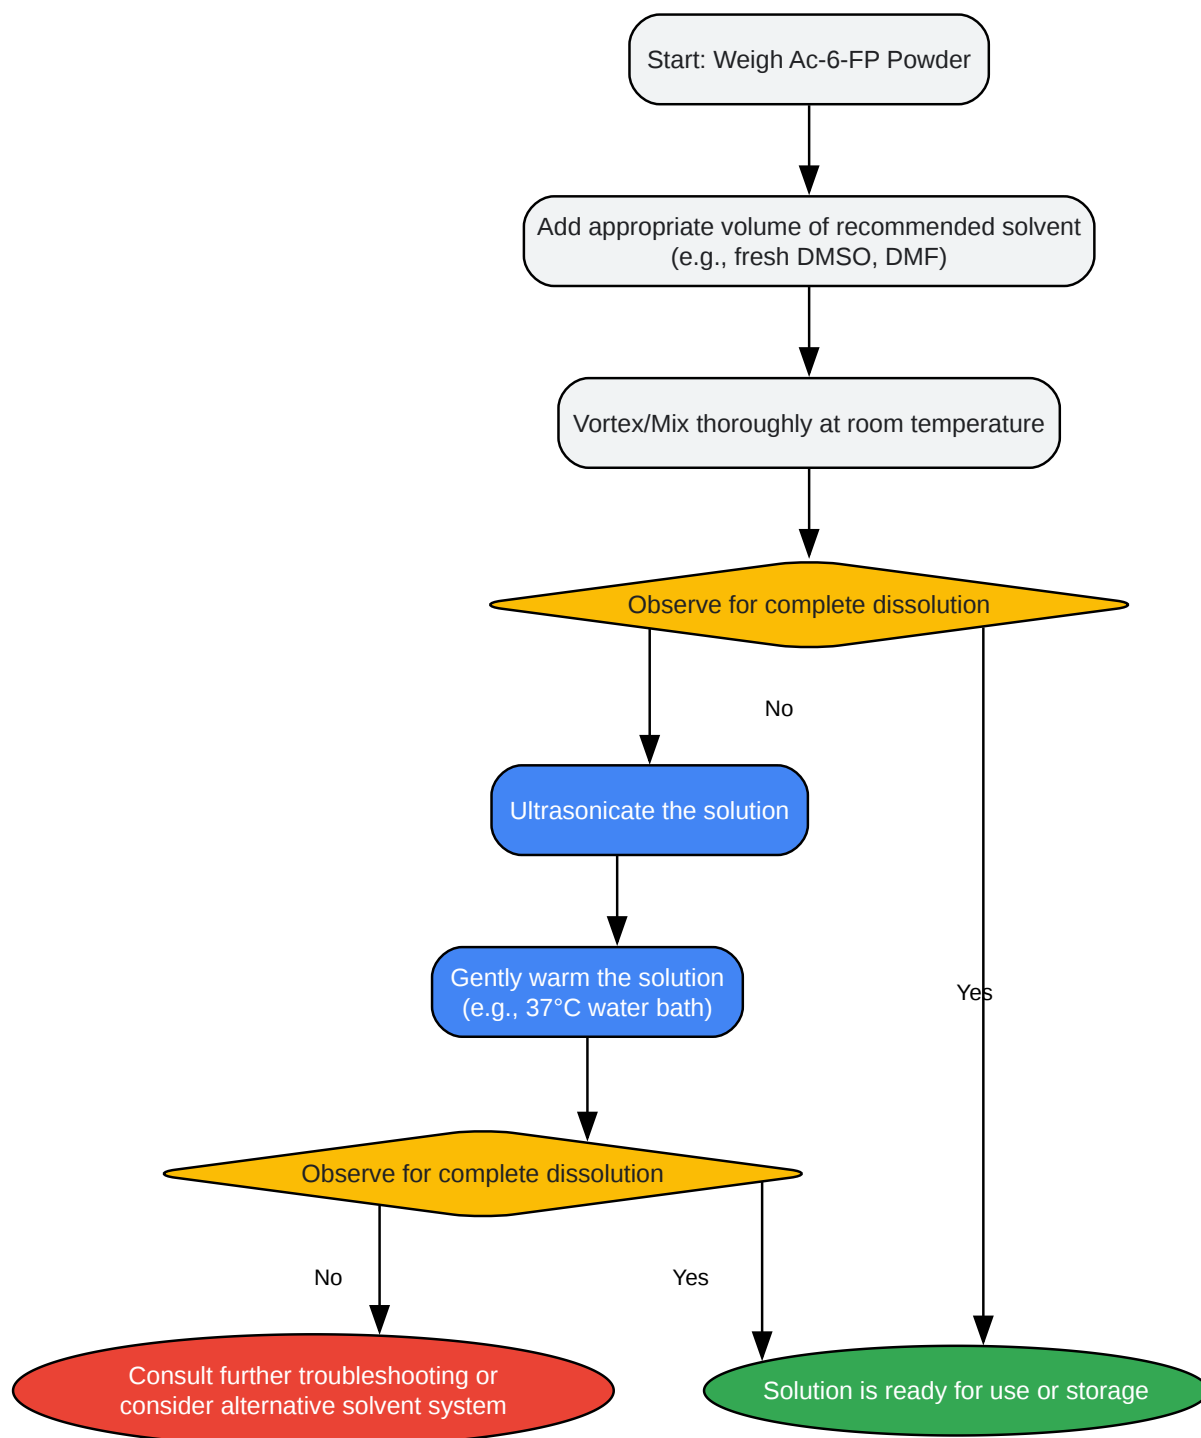 Start: Weigh Ac-6-FP Powder
Add appropriate volume of recommended solvent
(e.g., fresh DMSO, DMF)
Vortex/Mix thoroughly at room temperature
Observe for complete dissolution
No
Ultrasonicate the solution
Gently warm the solution
(e.g., 37°C water bath)
Yes
Observe for complete dissolution
No
Yes
Consult further troubleshooting or
consider alternative solvent system
Solution is ready for use or storage